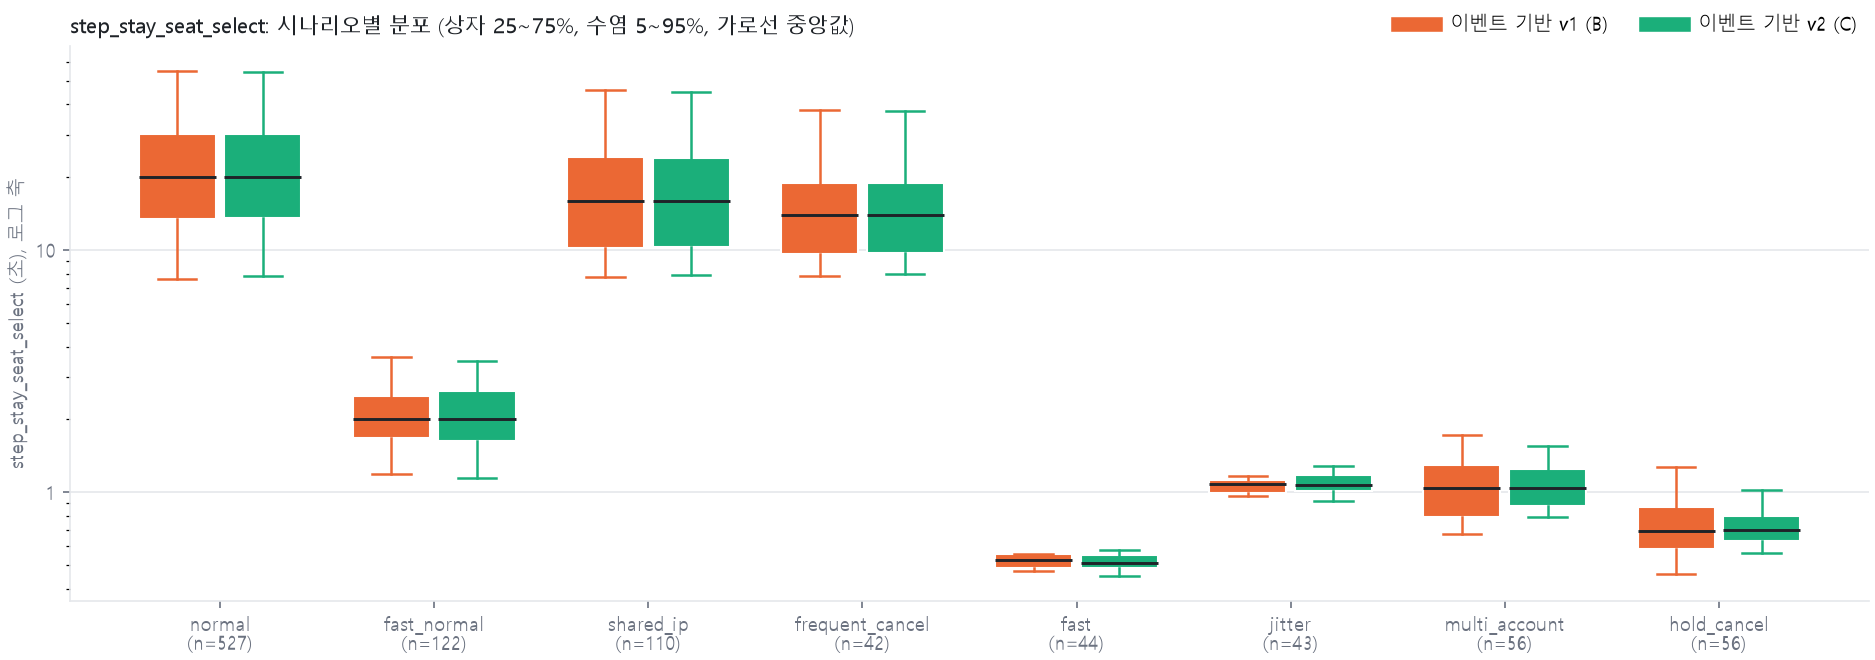 step_stay_seat_select: 시나리오별 분포 (상자 25~75%, 수염 5~95%, 가로선 중앙값)
이벤트 기반 v1 (B)
이벤트 기반 v2 (C)
step_stay_seat_select (초), 로그 축
10
1
normal
(n=527)
fast_normal
(n=122)
shared_ip
(n=110)
frequent_cancel
(n=42)
fast
(n=44)
jitter
(n=43)
multi_account
(n=56)
hold_cancel
(n=56)